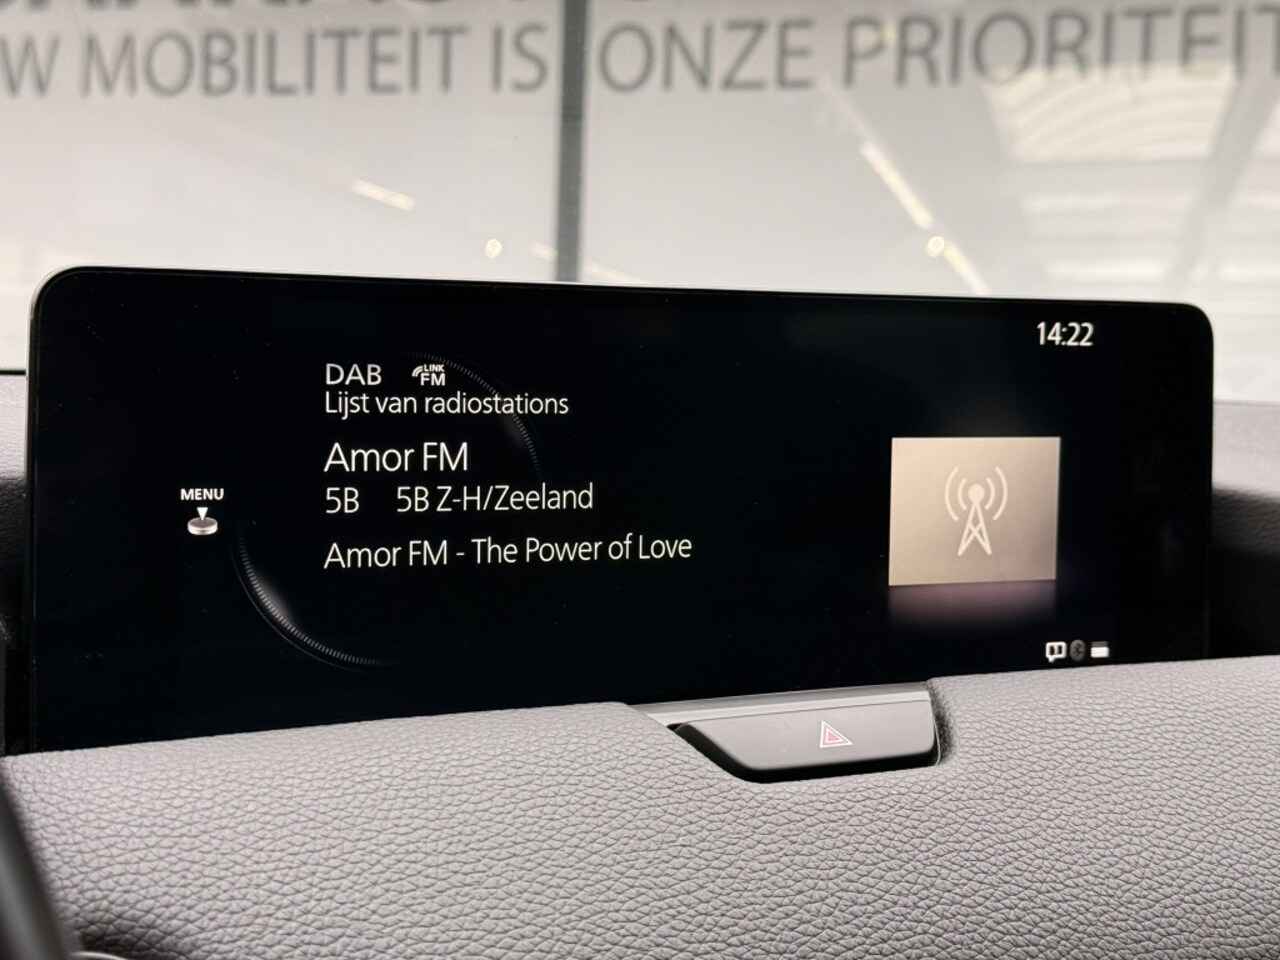 W MOBILITEIT IS ONZE PRIORITEIT
14:22
DAB LINK FM
Lijst van radiostations
Amor FM
MENU
5B 5B Z-H/Zeeland
Amor FM - The Power of Love